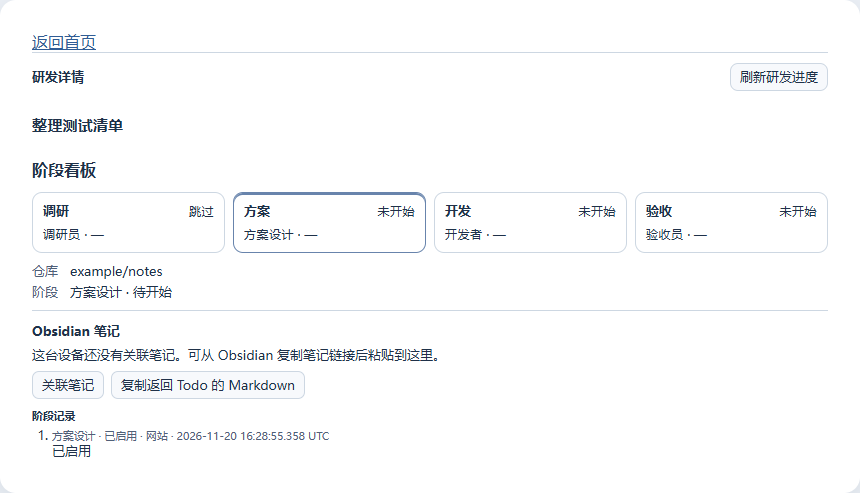 返回首页
研发详情 刷新研发进度
整理测试清单
阶段看板
调研 跳过 方案 未开始 开发 未开始 验收 未开始
调研员 · — 方案设计 · — 开发者 · — 验收员 · —
仓库 example/notes
阶段 方案设计 · 待开始
Obsidian 笔记
这台设备还没有关联笔记。可从 Obsidian 复制笔记链接后粘贴到这里。
关联笔记 复制返回 Todo 的 Markdown
阶段记录
1. 方案设计 · 已启用 · 网站 · 2026-11-20 16:28:55.358 UTC
已启用